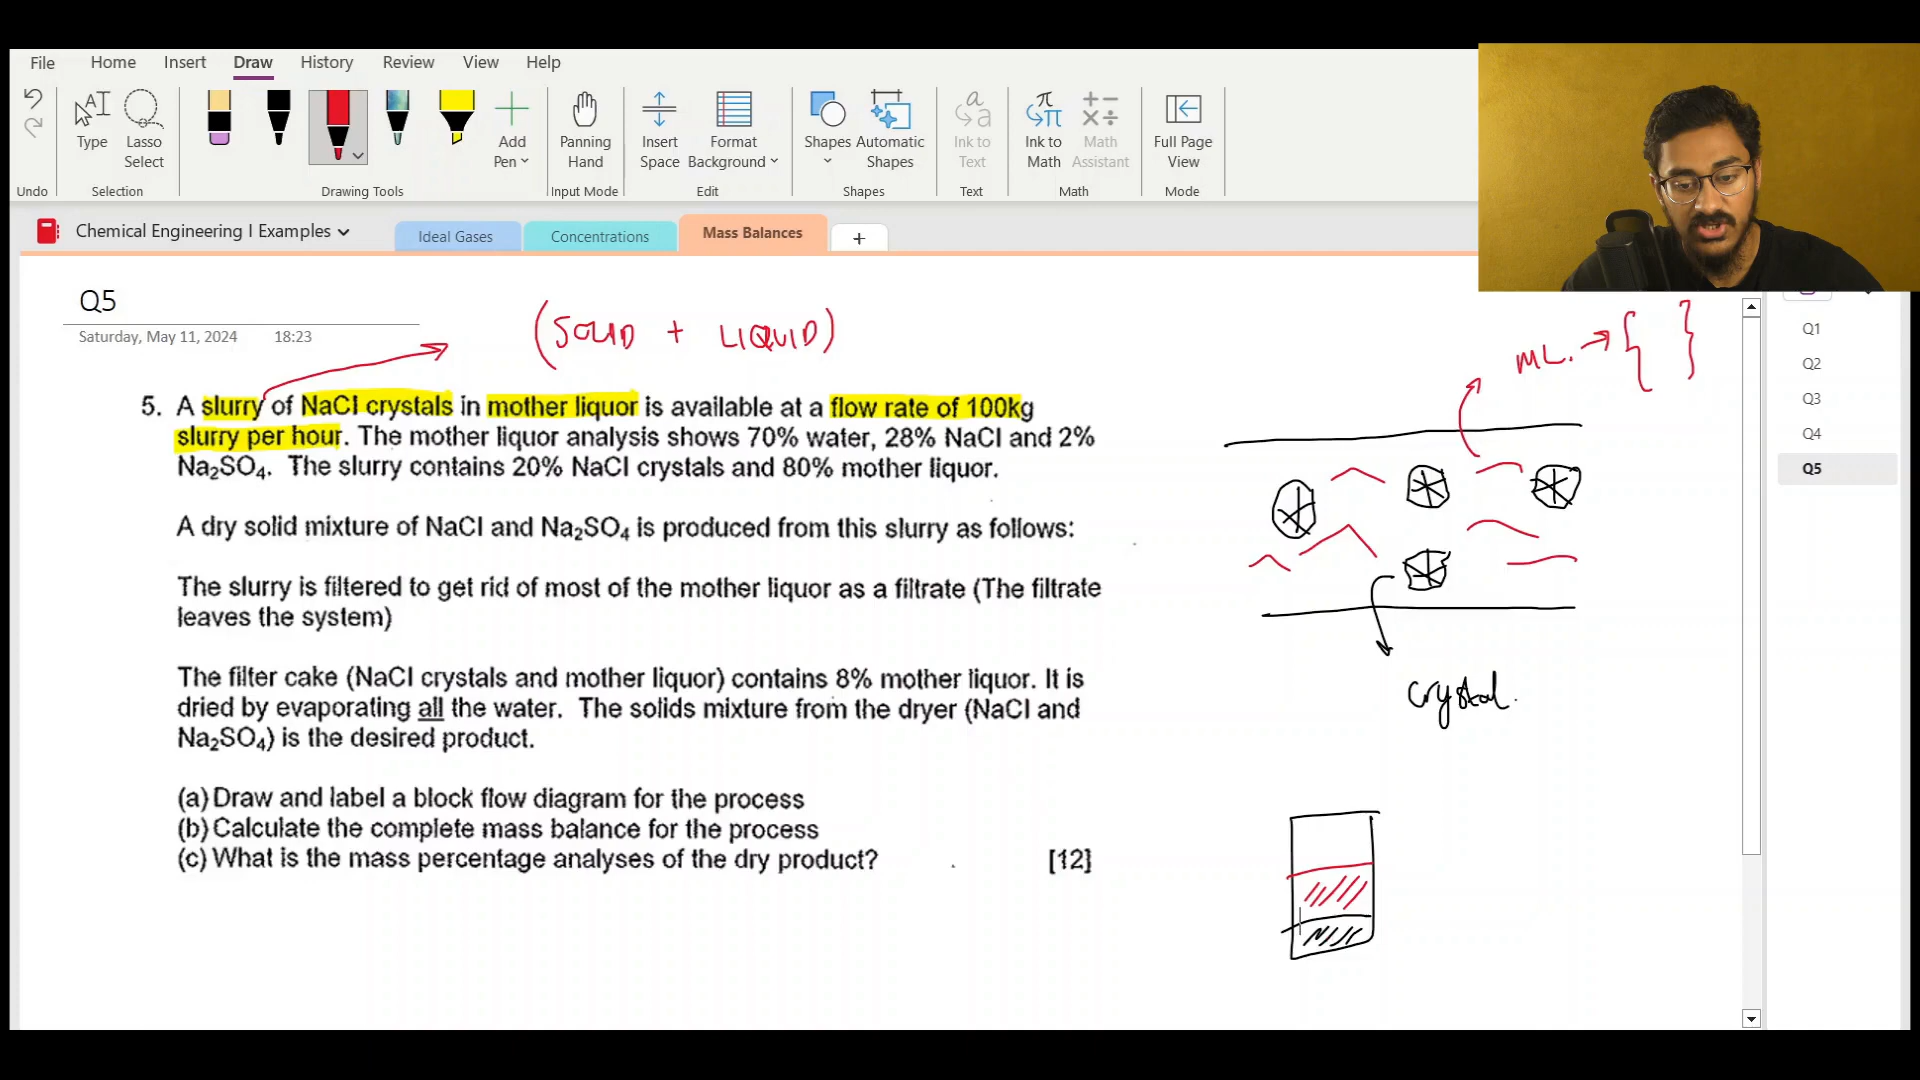 File Home Insert Draw History Review View Help
Type
Lasso Select
Add Pen
Panning Hand
Insert Space
Format Background
Shapes
Automatic Shapes
Ink to Text
Ink to Math
Math Assistant
Full Page View
Undo Selection Drawing Tools Input Mode Edit Shapes Text Math Mode
Chemical Engineering I Examples Ideal Gases Concentrations Mass Balances +
Q5
Saturday, May 11, 2024 18:23
(SOLID + LIQUID)
ML. → { }
5. A slurry of NaCl crystals in mother liquor is available at a flow rate of 100kg
slurry per hour. The mother liquor analysis shows 70% water, 28% NaCl and 2%
Na₂SO₄. The slurry contains 20% NaCl crystals and 80% mother liquor.
A dry solid mixture of NaCl and Na₂SO₄ is produced from this slurry as follows:
The slurry is filtered to get rid of most of the mother liquor as a filtrate (The filtrate
leaves the system)
The filter cake (NaCl crystals and mother liquor) contains 8% mother liquor. It is
dried by evaporating all the water. The solids mixture from the dryer (NaCl and
Na₂SO₄) is the desired product.
(a) Draw and label a block flow diagram for the process
(b) Calculate the complete mass balance for the process
(c) What is the mass percentage analyses of the dry product? [12]
crystal.
Q1
Q2
Q3
Q4
Q5